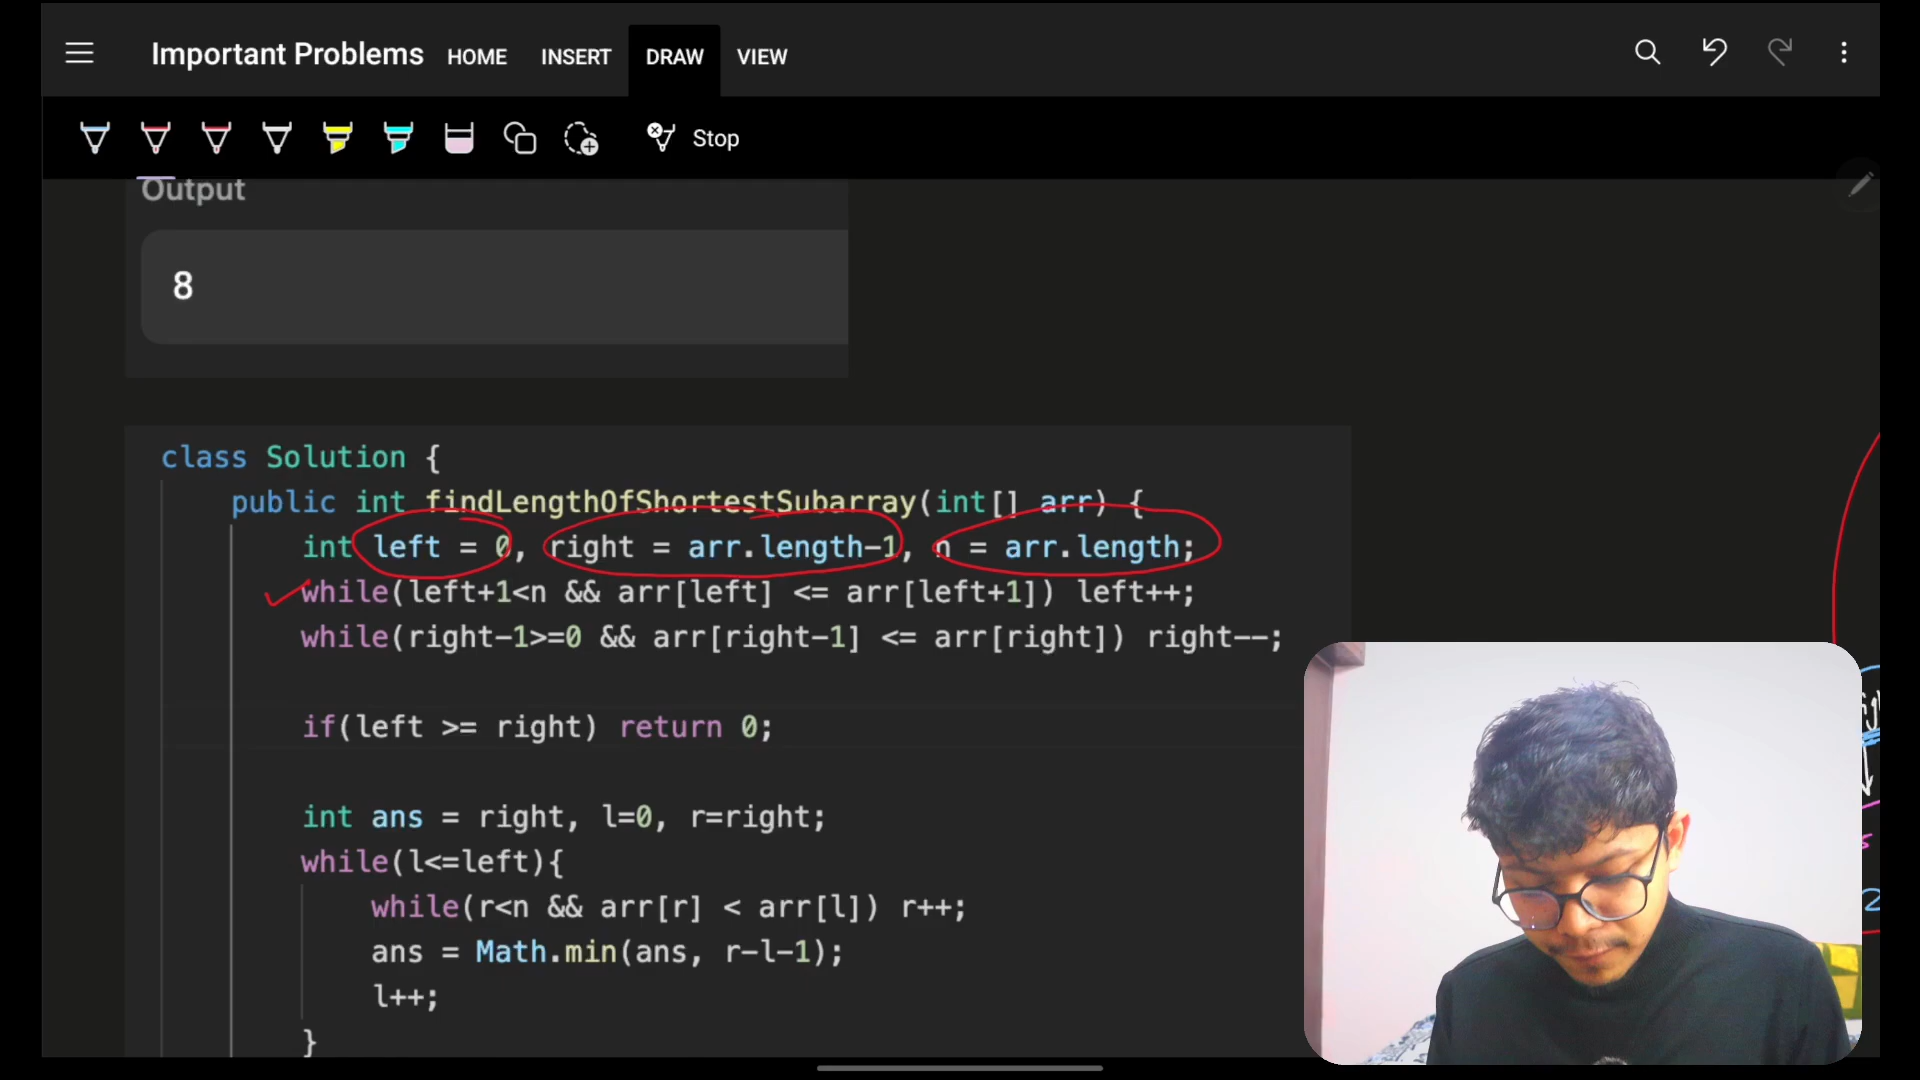 Important Problems HOME INSERT DRAW VIEW
Stop
Output
8
class Solution {
public int findLengthOfShortestSubarray(int[] arr) {
int left = 0, right = arr.length-1, n = arr.length;
while(left+1<n && arr[left] <= arr[left+1]) left++;
while(right-1>=0 && arr[right-1] <= arr[right]) right--;
if(left >= right) return 0;
int ans = right, l=0, r=right;
while(l<=left){
while(r<n && arr[r] < arr[l]) r++;
ans = Math.min(ans, r-l-1);
l++;
}